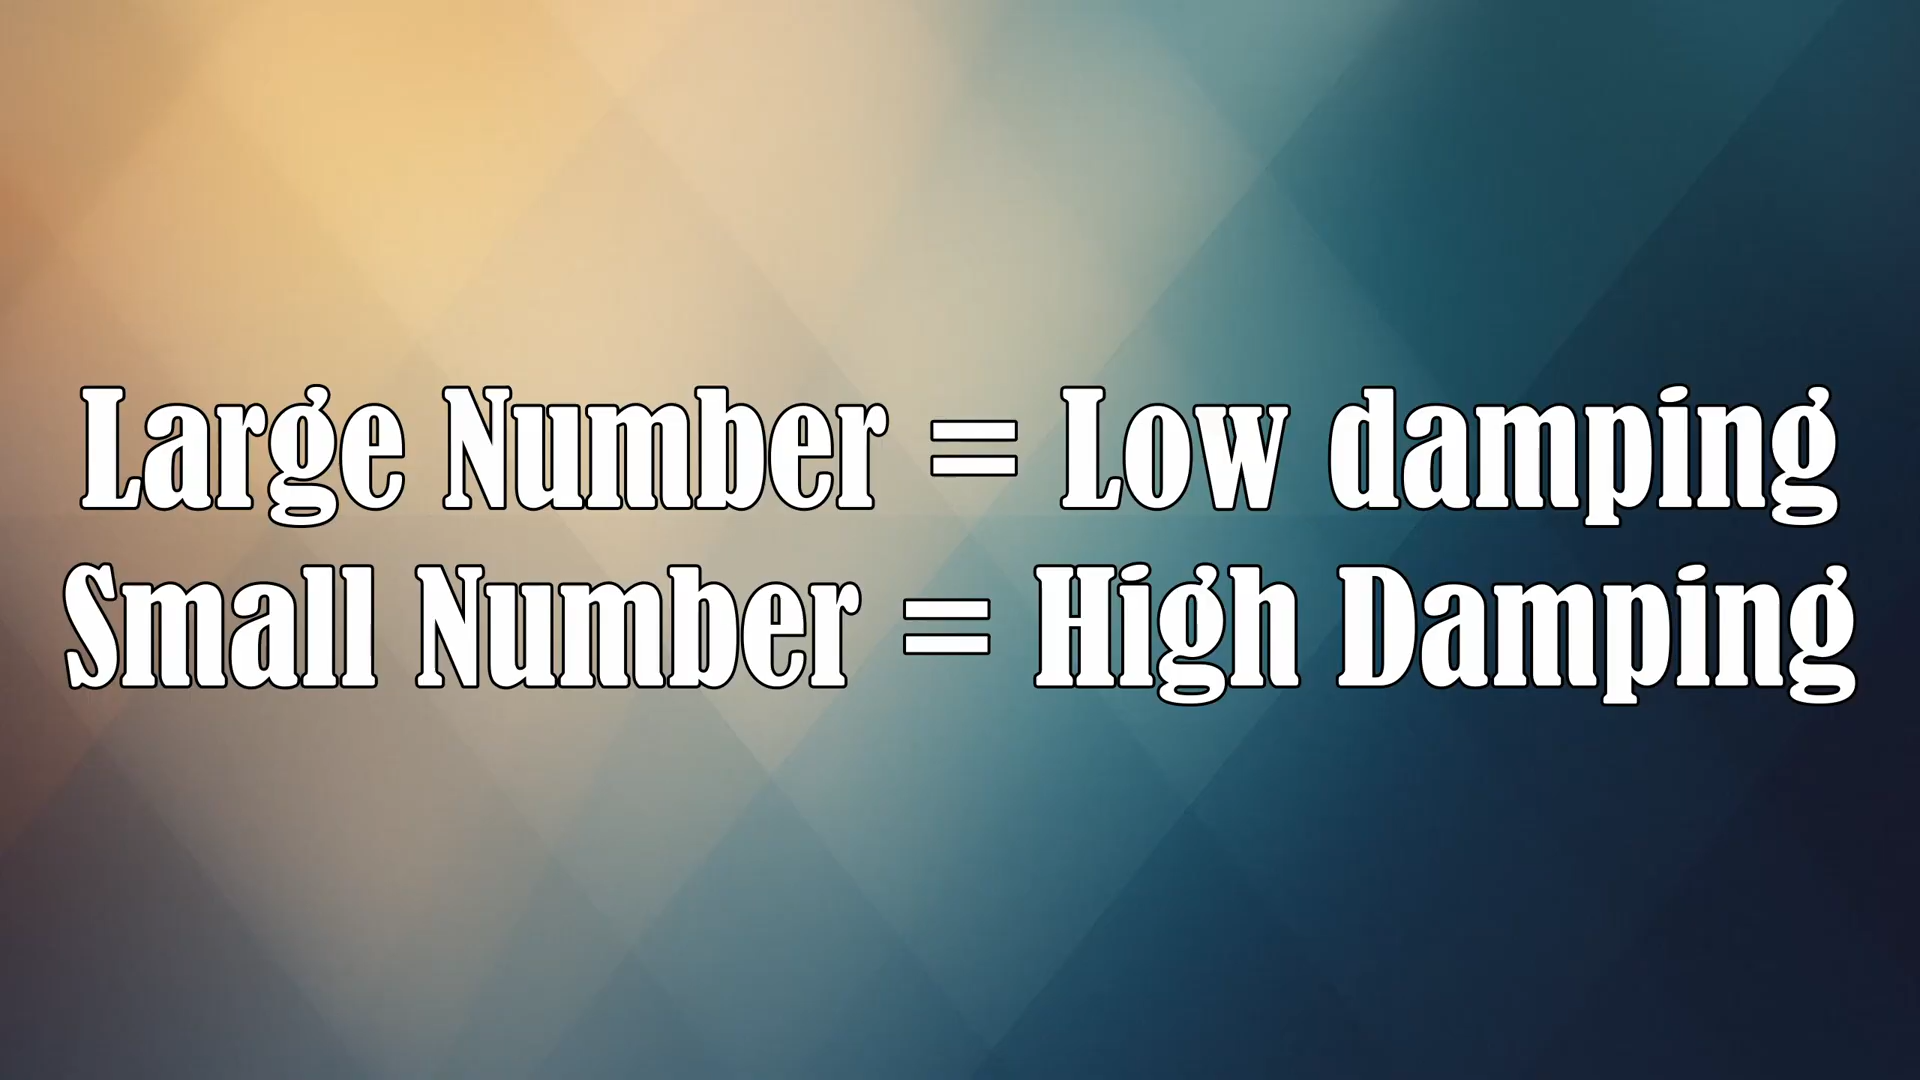 Large Number = Low damping
Small Number = High Damping